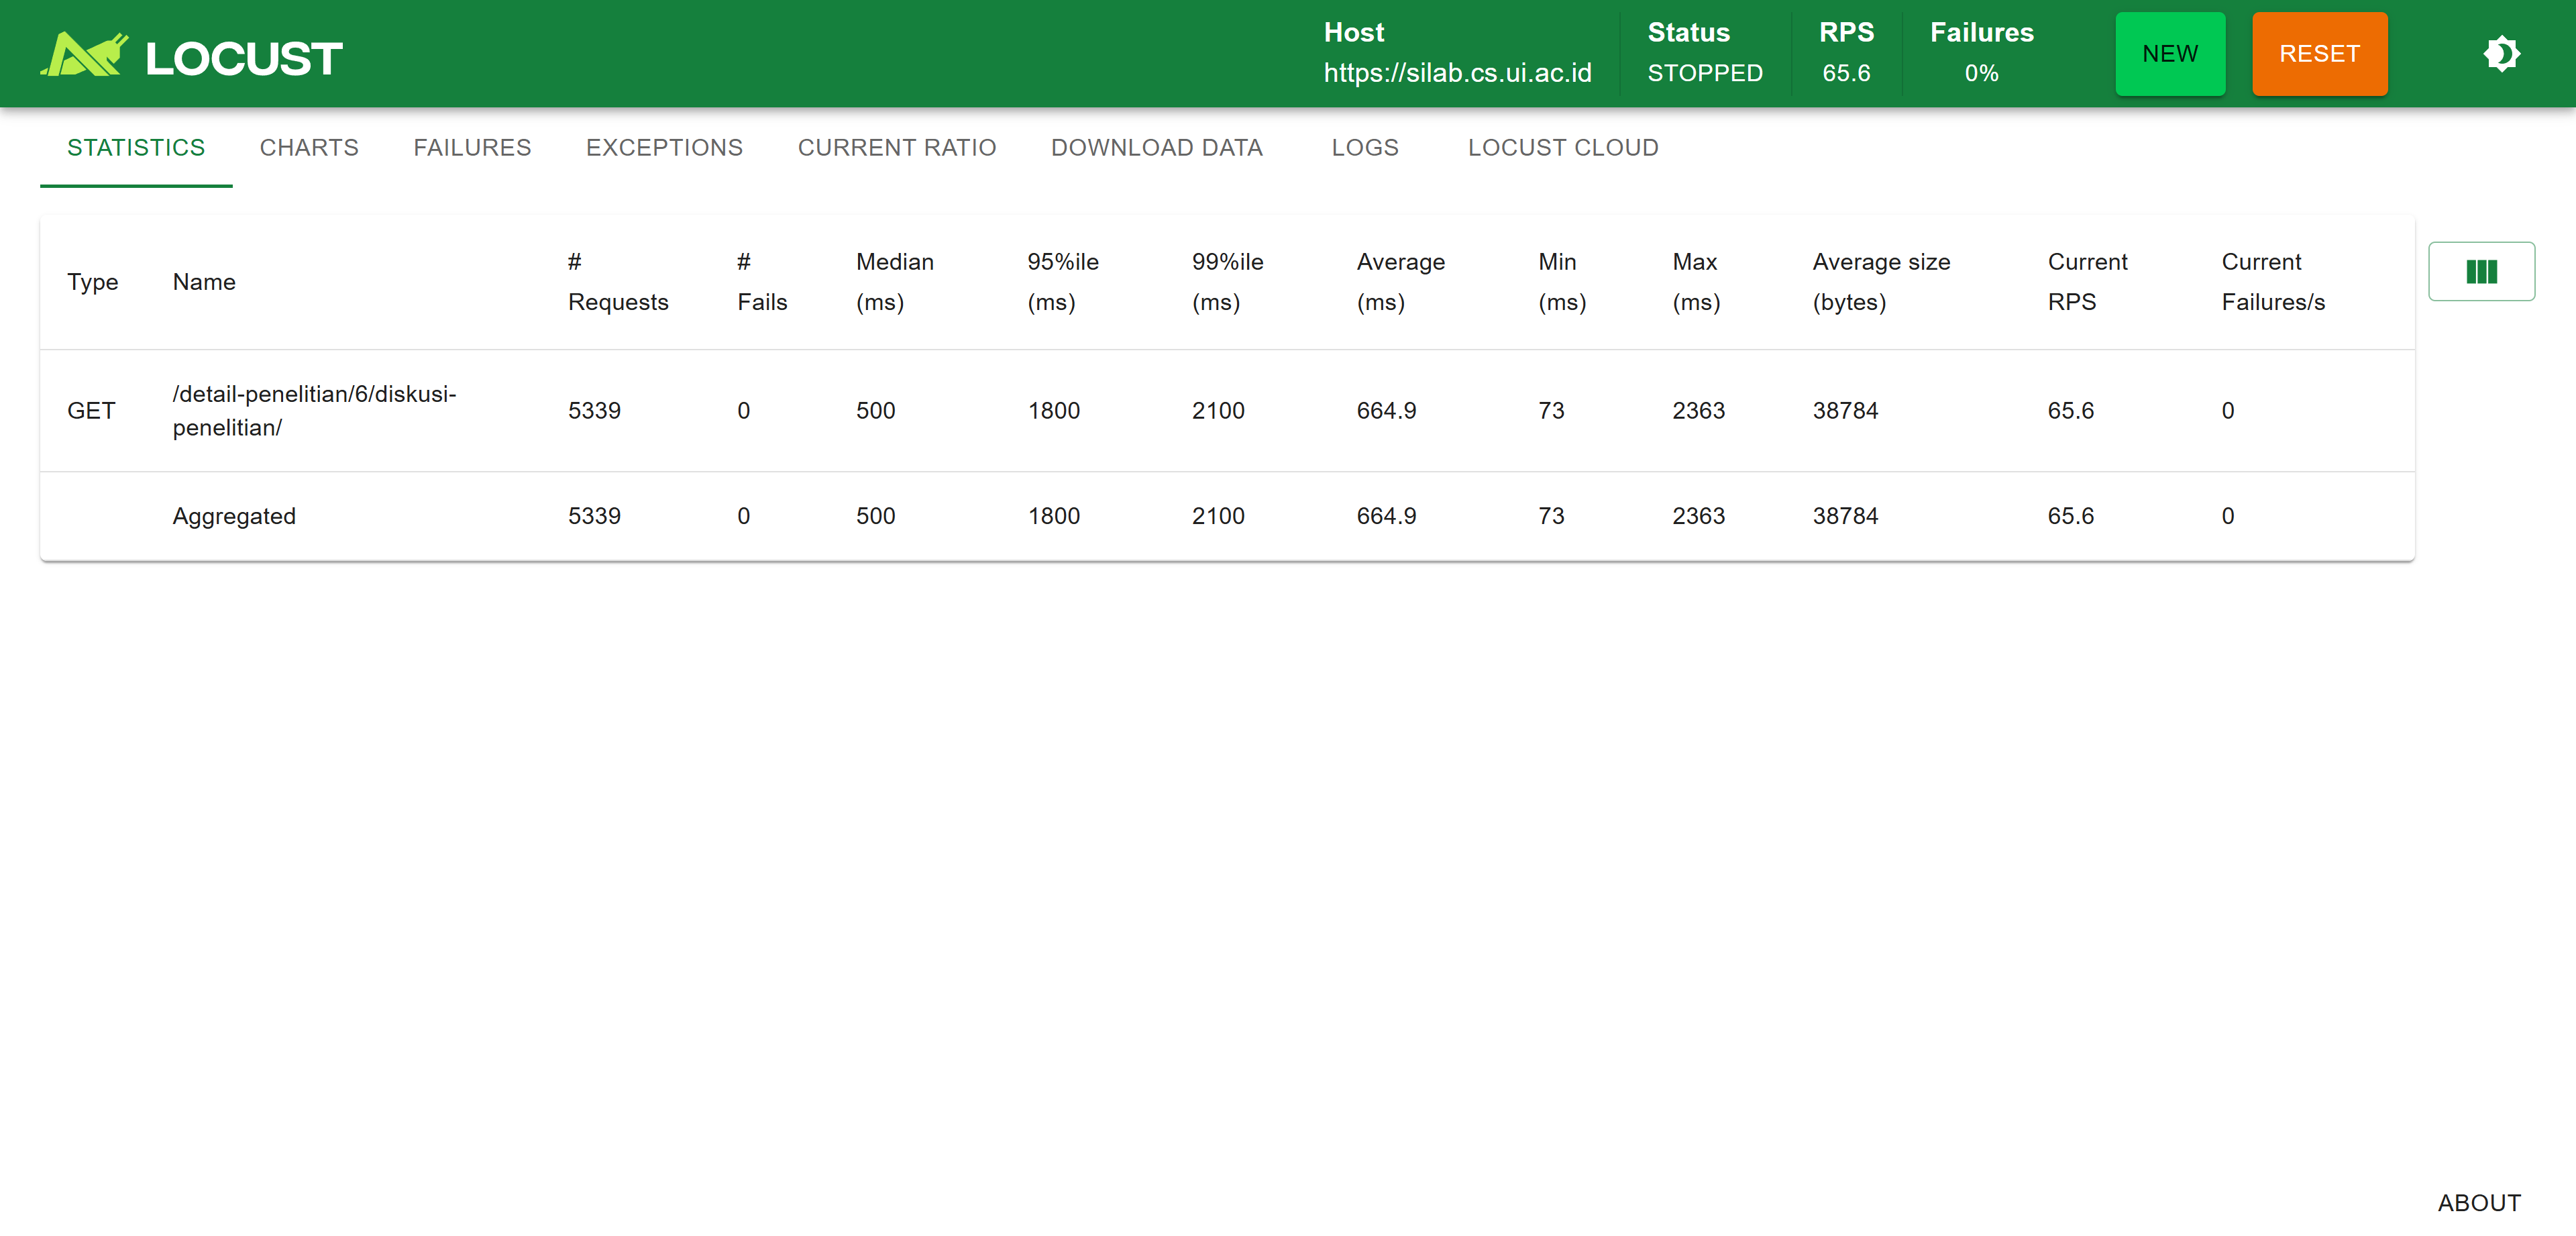 LOCUST
Host
https://silab.cs.ui.ac.id
Status
STOPPED
RPS
65.6
Failures
0%
NEW
RESET
STATISTICS CHARTS FAILURES EXCEPTIONS CURRENT RATIO DOWNLOAD DATA LOGS LOCUST CLOUD
Type Name # Requests # Fails Median (ms) 95%ile (ms) 99%ile (ms) Average (ms) Min (ms) Max (ms) Average size (bytes) Current RPS Current Failures/s
GET /detail-penelitian/6/diskusi-penelitian/ 5339 0 500 1800 2100 664.9 73 2363 38784 65.6 0
Aggregated 5339 0 500 1800 2100 664.9 73 2363 38784 65.6 0
ABOUT